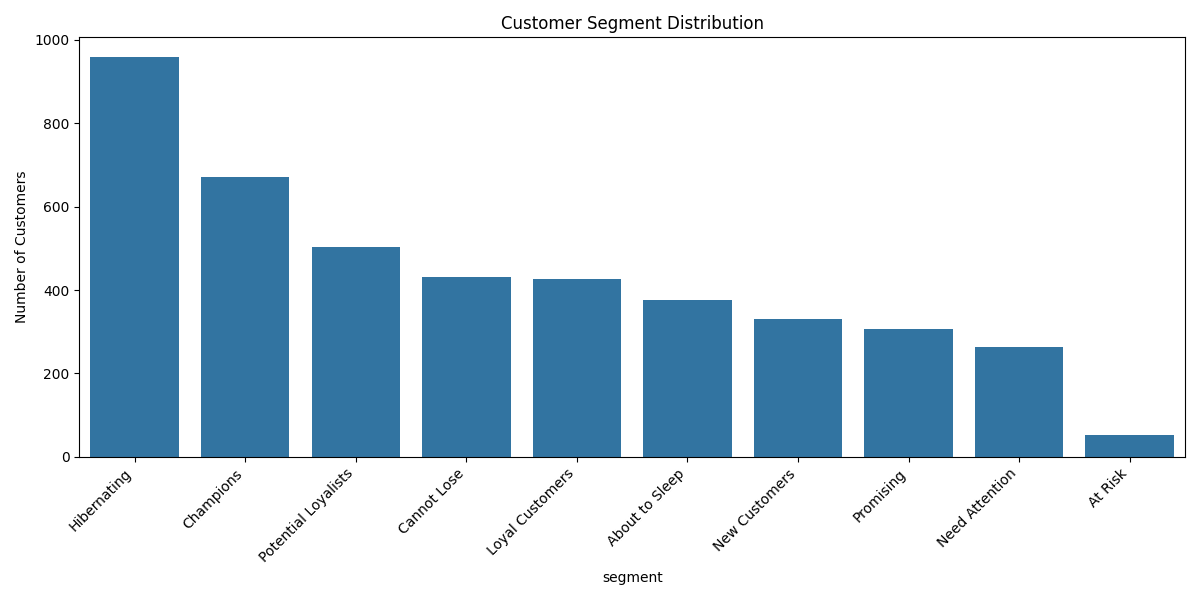 Customer Segment Distribution
Number of Customers
1000
800
600
400
200
0
Hibernating
Champions
Potential Loyalists
Cannot Lose
Loyal Customers
About to Sleep
New Customers
Promising
Need Attention
At Risk
segment